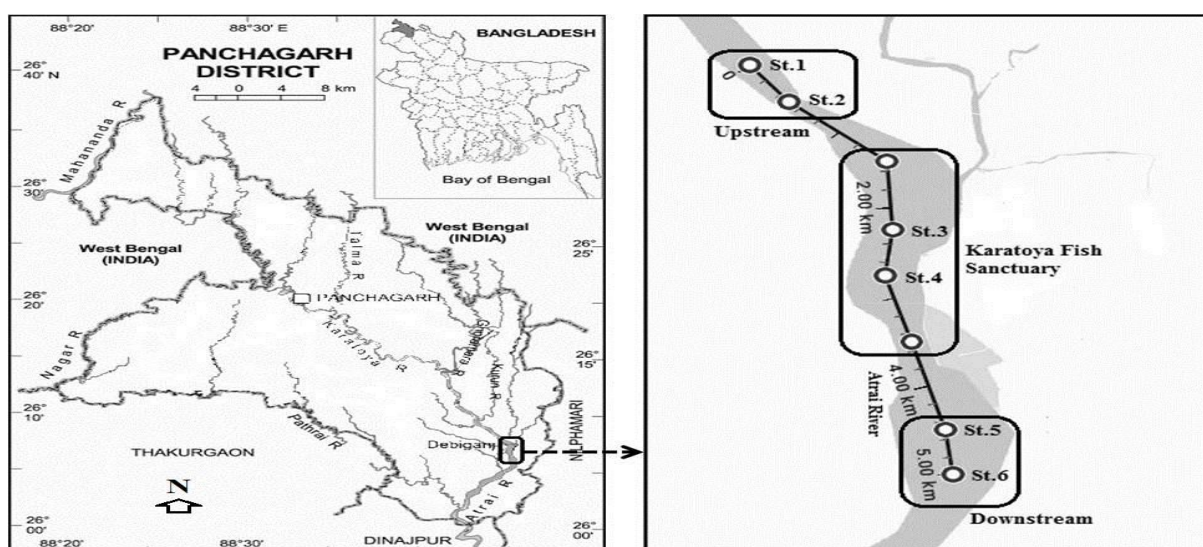 88°20'
88°30' E
BANGLADESH
PANCHAGARH
DISTRICT
4 0 4 8 km
26°
40' N
Mahananda R
Bay of Bengal
26°
30'
West Bengal
(INDIA)
West Bengal
(INDIA)
Talma R
26°
25'
26°
20'
PANCHAGARH
Karatoya R
Nagar R
26°
15'
26°
10'
Pathraj R
Debiganj
NILPHAMARI
THAKURGAON
N
Atrai R
26°
00'
26°
00'
88°20'
88°30'
DINAJPUR
0
St.1
St.2
Upstream
2.00 km
St.3
Karatoya Fish
Sanctuary
St.4
4.00 km
Atrai River
St.5
5.00 km
St.6
Downstream